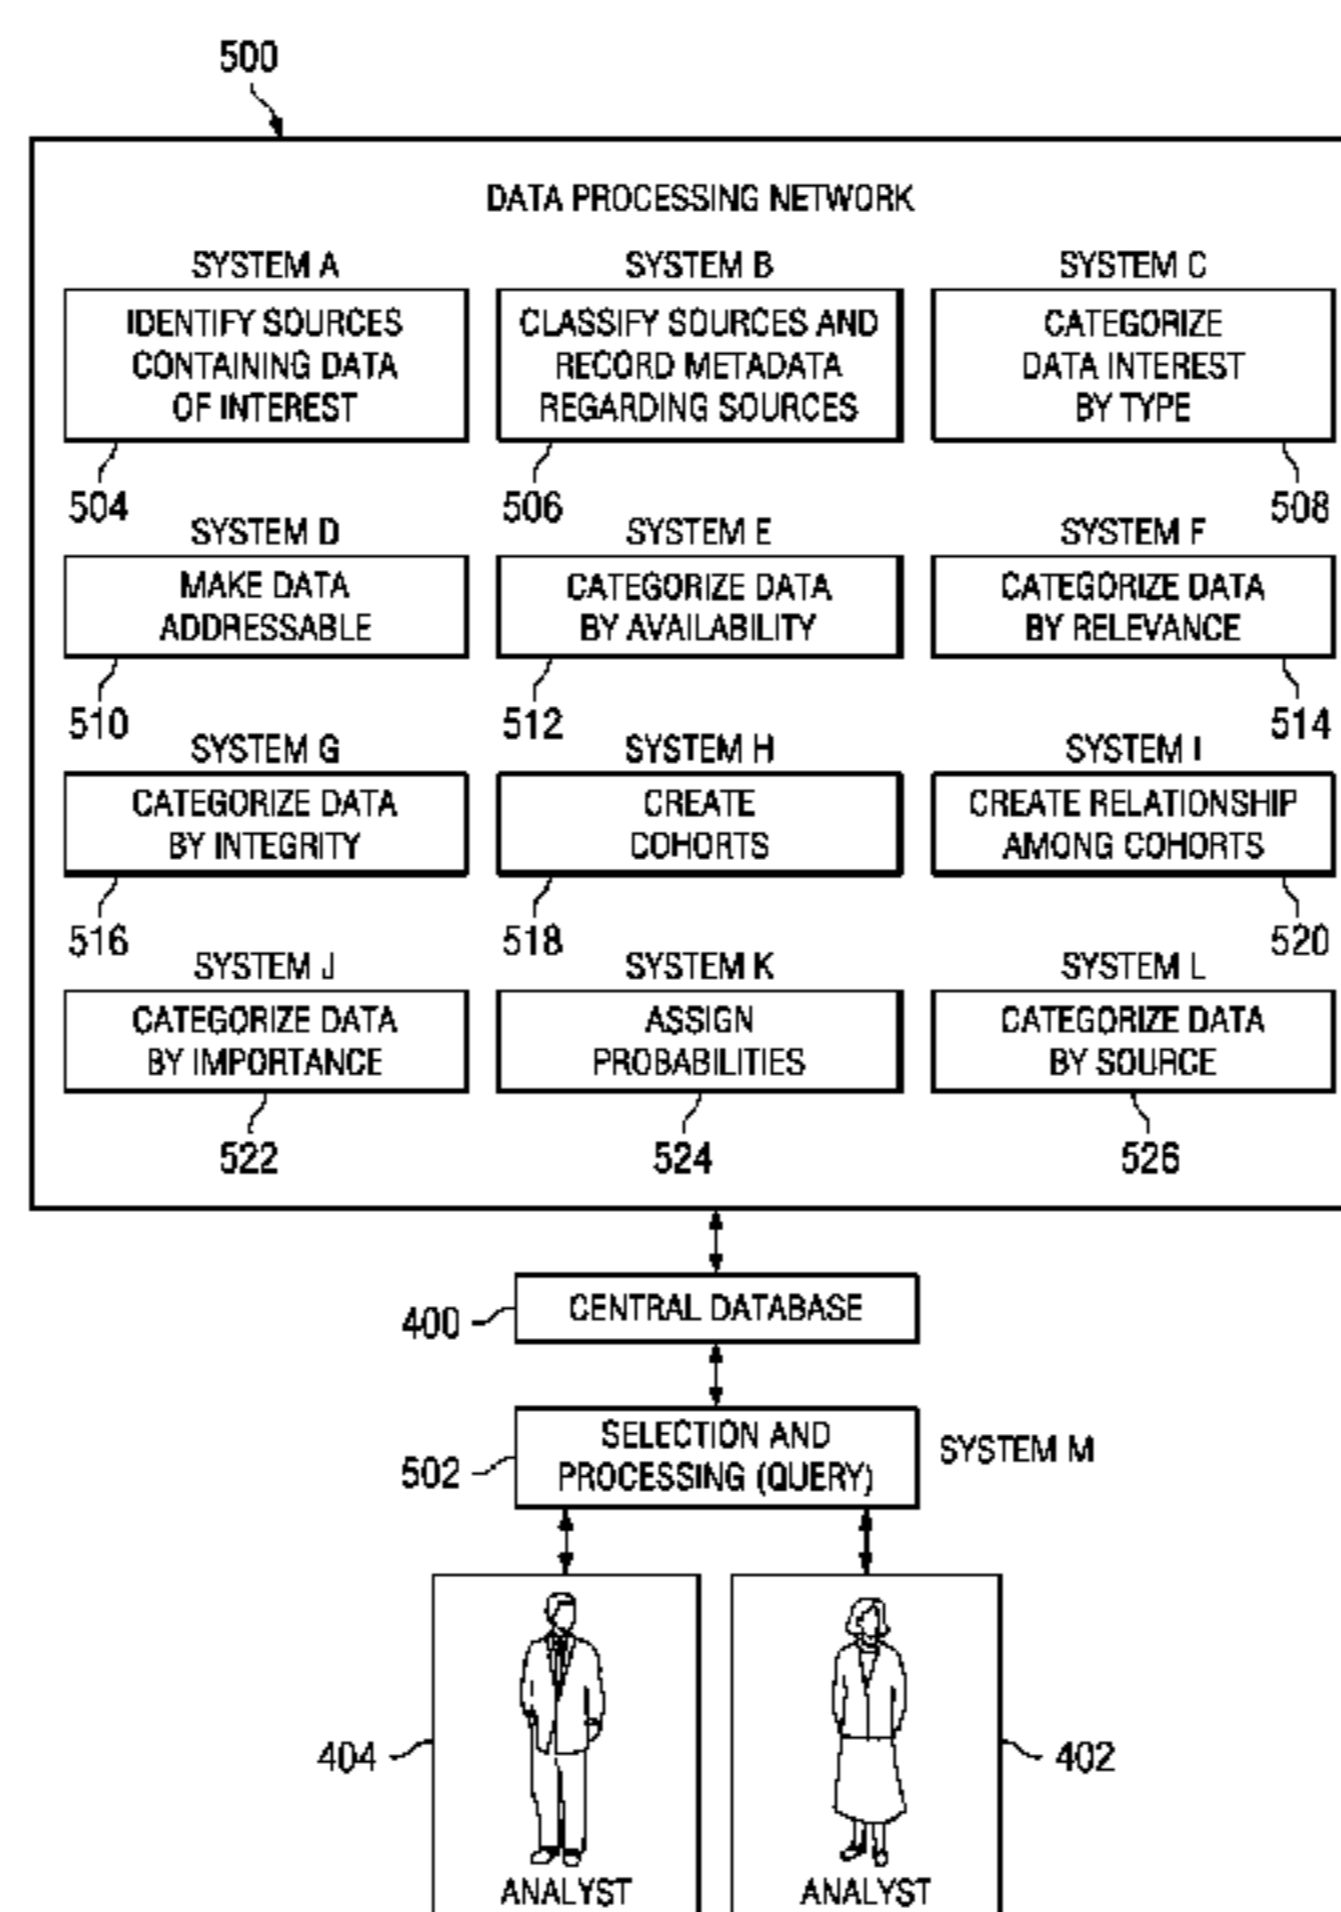 500
DATA PROCESSING NETWORK
SYSTEM A
IDENTIFY SOURCES
CONTAINING DATA
OF INTEREST
504
SYSTEM B
CLASSIFY SOURCES AND
RECORD METADATA
REGARDING SOURCES
506
SYSTEM C
CATEGORIZE
DATA INTEREST
BY TYPE
508
SYSTEM D
MAKE DATA
ADDRESSABLE
510
SYSTEM E
CATEGORIZE DATA
BY AVAILABILITY
512
SYSTEM F
CATEGORIZE DATA
BY RELEVANCE
514
SYSTEM G
CATEGORIZE DATA
BY INTEGRITY
516
SYSTEM H
CREATE
COHORTS
518
SYSTEM I
CREATE RELATIONSHIP
AMONG COHORTS
520
SYSTEM J
CATEGORIZE DATA
BY IMPORTANCE
522
SYSTEM K
ASSIGN
PROBABILITIES
524
SYSTEM L
CATEGORIZE DATA
BY SOURCE
526
400
CENTRAL DATABASE
502
SELECTION AND
PROCESSING (QUERY)
SYSTEM M
404
ANALYST
402
ANALYST